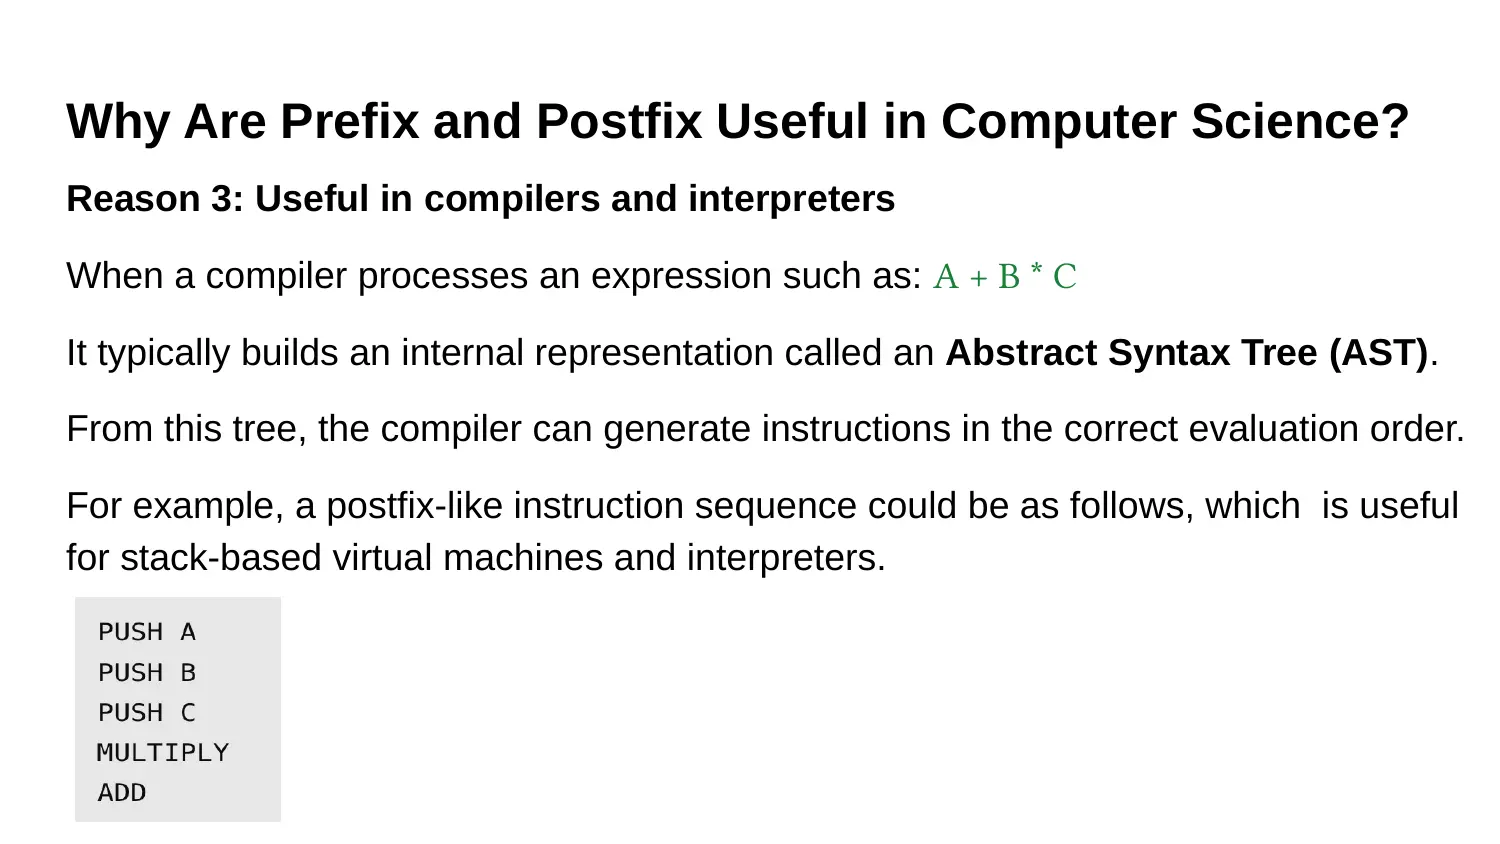 Why Are Prefix and Postfix Useful in Computer Science?
Reason 3: Useful in compilers and interpreters
When a compiler processes an expression such as: A + B * C
It typically builds an internal representation called an Abstract Syntax Tree (AST).
From this tree, the compiler can generate instructions in the correct evaluation order.
For example, a postfix-like instruction sequence could be as follows, which  is useful
for stack-based virtual machines and interpreters.
PUSH A
PUSH B
PUSH C
MULTIPLY
ADD